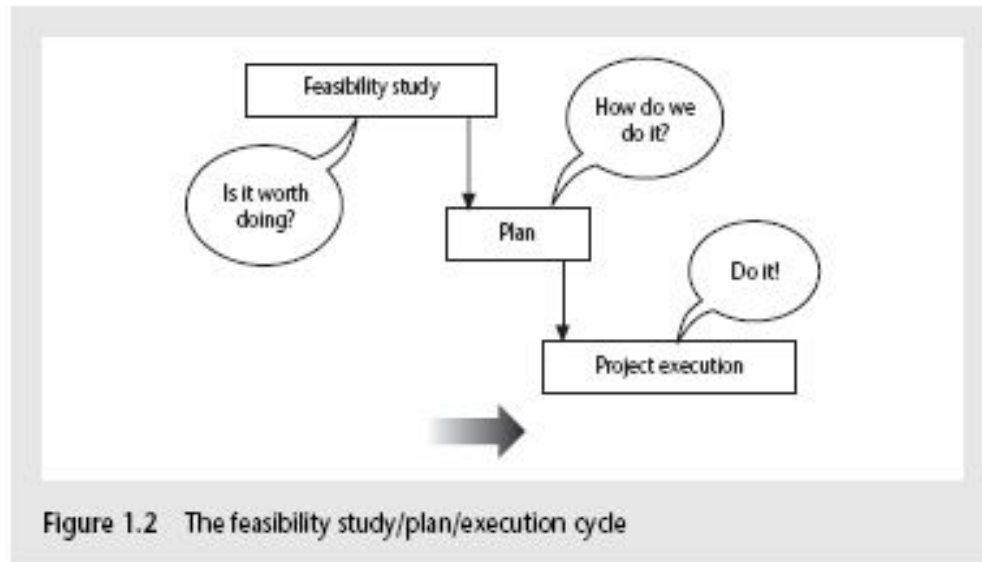 Feasibility study
How do we
do it?
Is it worth
doing?
Plan
Do it!
Project execution
Figure 1.2 The feasibility study/plan/execution cycle